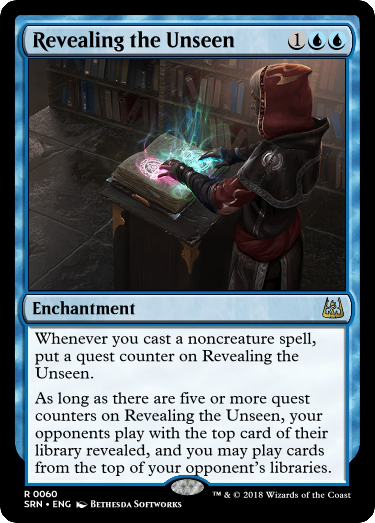 Revealing the Unseen 1
Enchantment
Whenever you cast a noncreature spell,
put a quest counter on Revealing the
Unseen.
As long as there are five or more quest
counters on Revealing the Unseen, your
opponents play with the top card of their
library revealed, and you may play cards
from the top of your opponent's libraries.
R 0060
SRN • ENG Bethesda Softworks
™ & © 2018 Wizards of the Coast